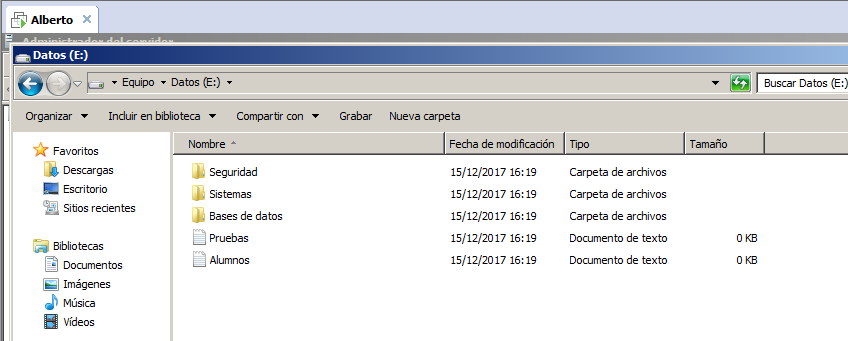 Alberto
Administrador del servidor
Datos (E:)
Equipo Datos (E:) Buscar Datos (E:)
Organizar Incluir en biblioteca Compartir con Grabar Nueva carpeta
Favoritos
Descargas
Escritorio
Sitios recientes
Bibliotecas
Documentos
Imágenes
Música
Vídeos
Nombre Fecha de modificación Tipo Tamaño
Seguridad 15/12/2017 16:19 Carpeta de archivos
Sistemas 15/12/2017 16:19 Carpeta de archivos
Bases de datos 15/12/2017 16:19 Carpeta de archivos
Pruebas 15/12/2017 16:19 Documento de texto 0 KB
Alumnos 15/12/2017 16:19 Documento de texto 0 KB